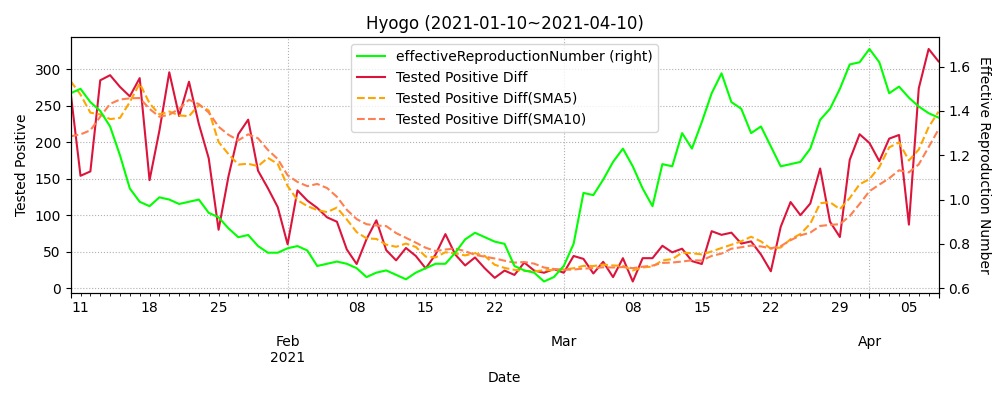 Hyogo (2021-01-10~2021-04-10)
effectiveReproductionNumber (right)
Tested Positive Diff
Tested Positive Diff(SMA5)
Tested Positive Diff(SMA10)
Tested Positive
300
250
200
150
100
50
0
1.6
1.4
1.2
1.0
0.8
0.6
Effective Reproduction Number
11 18 25 08 15 22 08 15 22 29 05
Feb Mar Apr
2021
Date